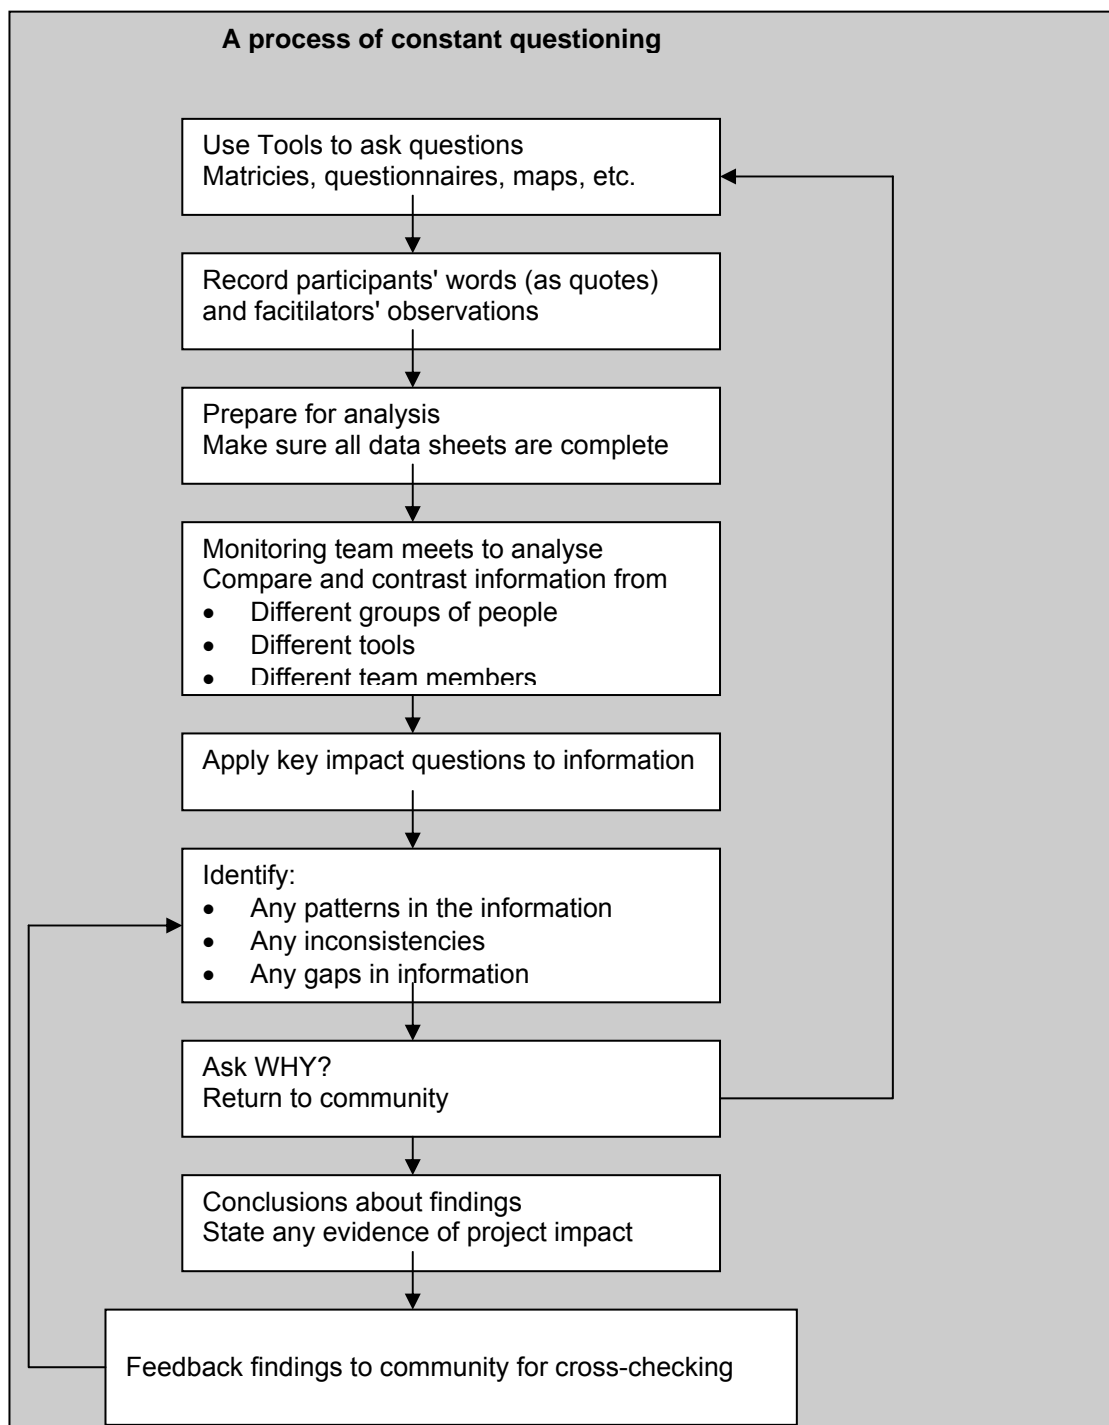 A process of constant questioning
Use Tools to ask questions
Matricies, questionnaires, maps, etc.
Record participants' words (as quotes)
and facitilators' observations
Prepare for analysis
Make sure all data sheets are complete
Monitoring team meets to analyse
Compare and contrast information from
• Different groups of people
• Different tools
• Different team members
Apply key impact questions to information
Identify:
• Any patterns in the information
• Any inconsistencies
• Any gaps in information
Ask WHY?
Return to community
Conclusions about findings
State any evidence of project impact
Feedback findings to community for cross-checking